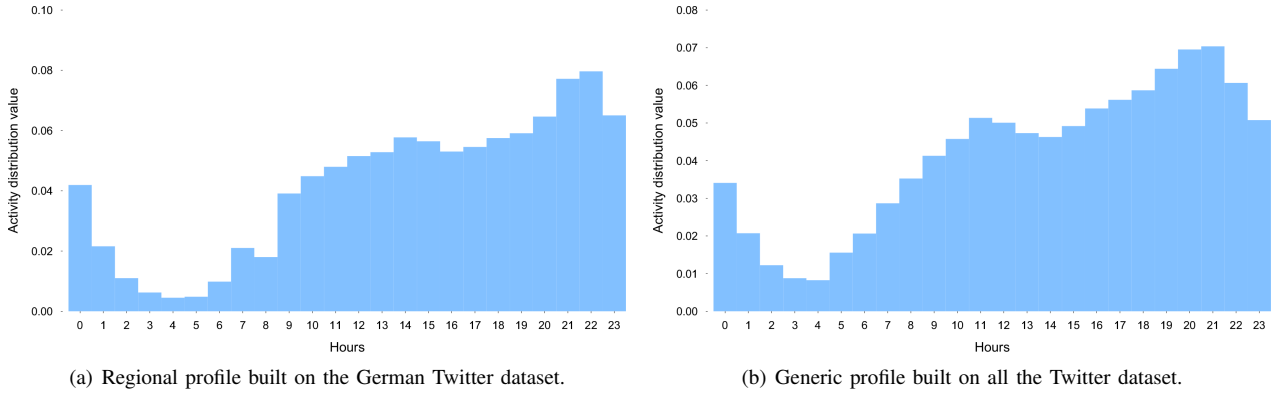 0.10
0.08
0.06
0.04
0.02
0.00
Activity distribution value
0 1 2 3 4 5 6 7 8 9 10 11 12 13 14 15 16 17 18 19 20 21 22 23
Hours
(a) Regional profile built on the German Twitter dataset.
0.08
0.07
0.06
0.05
0.04
0.03
0.02
0.01
0.00
Activity distribution value
0 1 2 3 4 5 6 7 8 9 10 11 12 13 14 15 16 17 18 19 20 21 22 23
Hours
(b) Generic profile built on all the Twitter dataset.